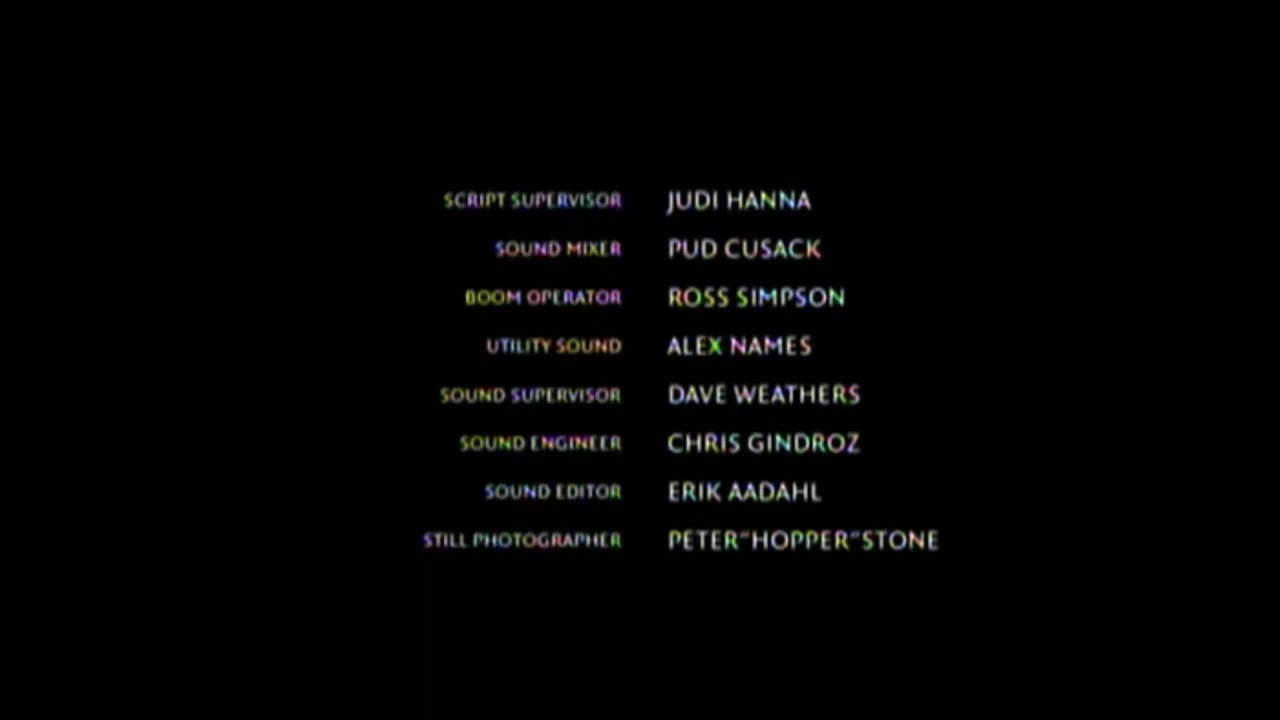 SCRIPT SUPERVISOR JUDI HANNA
SOUND MIXER PUD CUSACK
BOOM OPERATOR ROSS SIMPSON
UTILITY SOUND ALEX NAMES
SOUND SUPERVISOR DAVE WEATHERS
SOUND ENGINEER CHRIS GINDROZ
SOUND EDITOR ERIK AADAHL
STILL PHOTOGRAPHER PETER"HOPPER"STONE